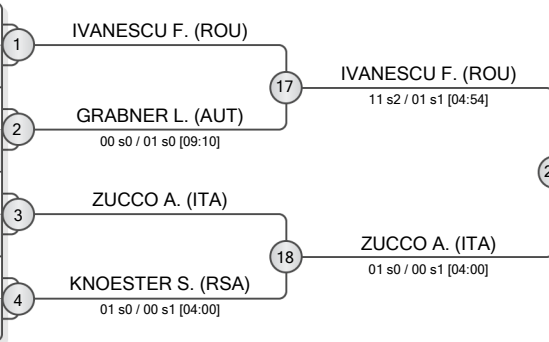 IVANESCU F. (ROU)
1
17
IVANESCU F. (ROU)
11 s2 / 01 s1 [04:54]
GRABNER L. (AUT)
2
00 s0 / 01 s0 [09:10]
ZUCCO A. (ITA)
3
18
ZUCCO A. (ITA)
01 s0 / 00 s1 [04:00]
KNOESTER S. (RSA)
4
01 s0 / 00 s1 [04:00]